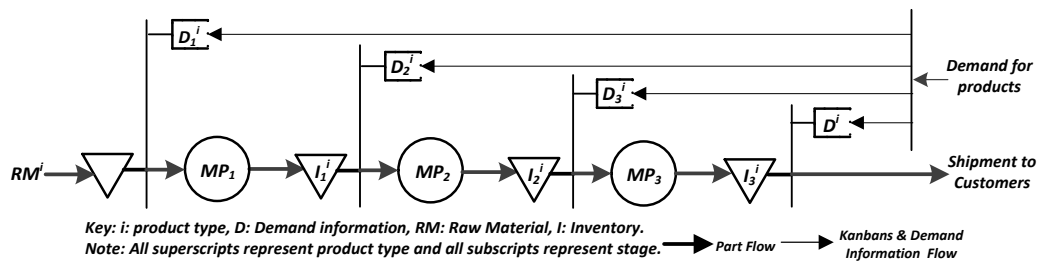 D₁ⁱ
D₂ⁱ
Demand for
products
D₃ⁱ
Dⁱ
RMⁱ
MP₁
I₁ⁱ
MP₂
I₂ⁱ
MP₃
I₃ⁱ
Shipment to
Customers
Key: i: product type, D: Demand information, RM: Raw Material, I: Inventory.
Note: All superscripts represent product type and all subscripts represent stage.
Part Flow
Kanbans & Demand
Information Flow